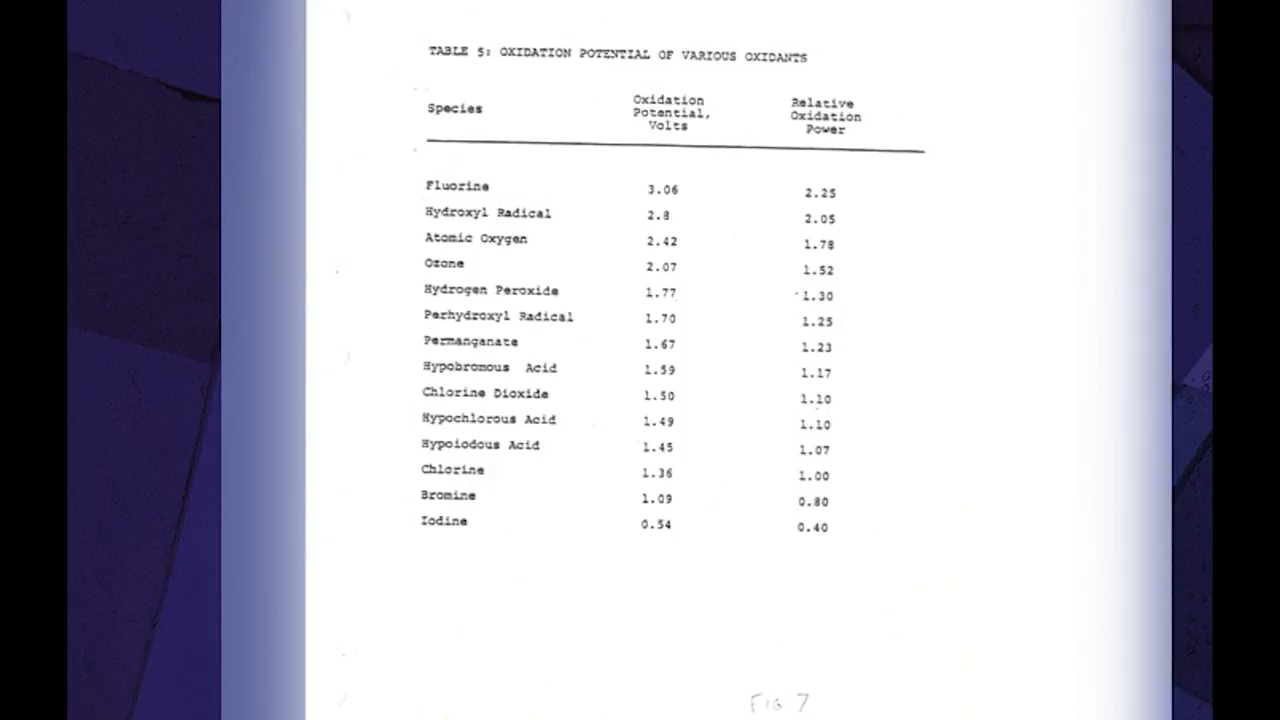 TABLE 5: OXIDATION POTENTIAL OF VARIOUS OXIDANTS
Species Oxidation Potential, Volts Relative Oxidation Power
Fluorine 3.06 2.25
Hydroxyl Radical 2.8 2.05
Atomic Oxygen 2.42 1.78
Ozone 2.07 1.52
Hydrogen Peroxide 1.77 1.30
Perhydroxyl Radical 1.70 1.25
Permanganate 1.67 1.23
Hypobromous Acid 1.59 1.17
Chlorine Dioxide 1.50 1.10
Hypochlorous Acid 1.49 1.10
Hypoiodous Acid 1.45 1.07
Chlorine 1.36 1.00
Bromine 1.09 0.80
Iodine 0.54 0.40
FIG 7